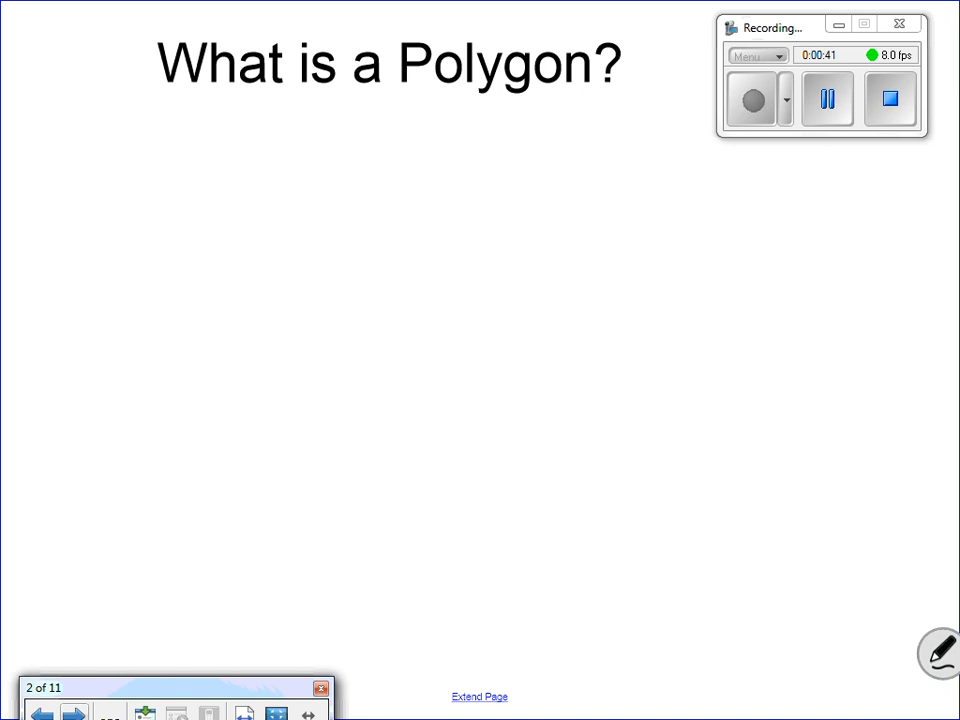 What is a Polygon?
Recording...
Menu
0:00:41
8.0 fps
2 of 11
Extend Page